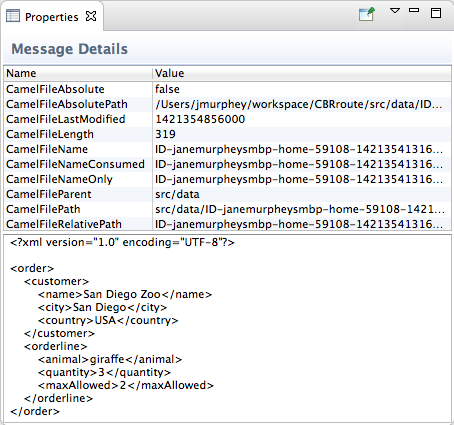 Properties
Message Details
Name Value
CamelFileAbsolute false
CamelFileAbsolutePath /Users/jmurphey/workspace/CBRroute/src/data/ID...
CamelFileLastModified 1421354856000
CamelFileLength 319
CamelFileName ID-janemurpheysmbp-home-59108-14213541316...
CamelFileNameConsumed ID-janemurpheysmbp-home-59108-14213541316...
CamelFileNameOnly ID-janemurpheysmbp-home-59108-14213541316...
CamelFileParent src/data
CamelFilePath src/data/ID-janemurpheysmbp-home-59108-1421...
CamelFileRelativePath ID-janemurpheysmbp-home-59108-14213541316...
<?xml version="1.0" encoding="UTF-8"?>
<order>
<customer>
<name>San Diego Zoo</name>
<city>San Diego</city>
<country>USA</country>
</customer>
<orderline>
<animal>giraffe</animal>
<quantity>3</quantity>
<maxAllowed>2</maxAllowed>
</orderline>
</order>